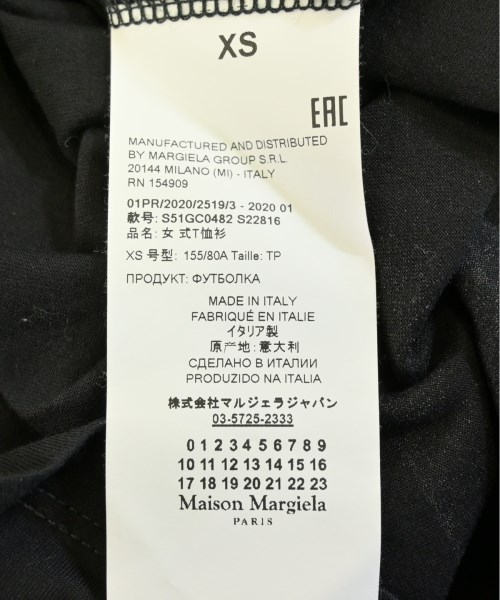 XS
EAC
MANUFACTURED AND DISTRIBUTED
BY MARGIELA GROUP S.R.L.
20144 MILANO (MI) - ITALY
RN 154909
01PR/2020/2519/3 - 2020 01
款号: S51GC0482 S22816
品名: 女 式T恤衫
XS 号型: 155/80A Taille: TP
ПРОДУКТ: ФУТБОЛКА
MADE IN ITALY
FABRIQUÉ EN ITALIE
イタリア製
原产地: 意大利
СДЕЛАНО В ИТАЛИИ
PRODUZIDO NA ITALIA
株式会社マルジェラジャパン
03-5725-2333
0 1 2 3 4 5 6 7 8 9
10 11 12 13 14 15 16
17 18 19 20 21 22 23
Maison Margiela
PARIS